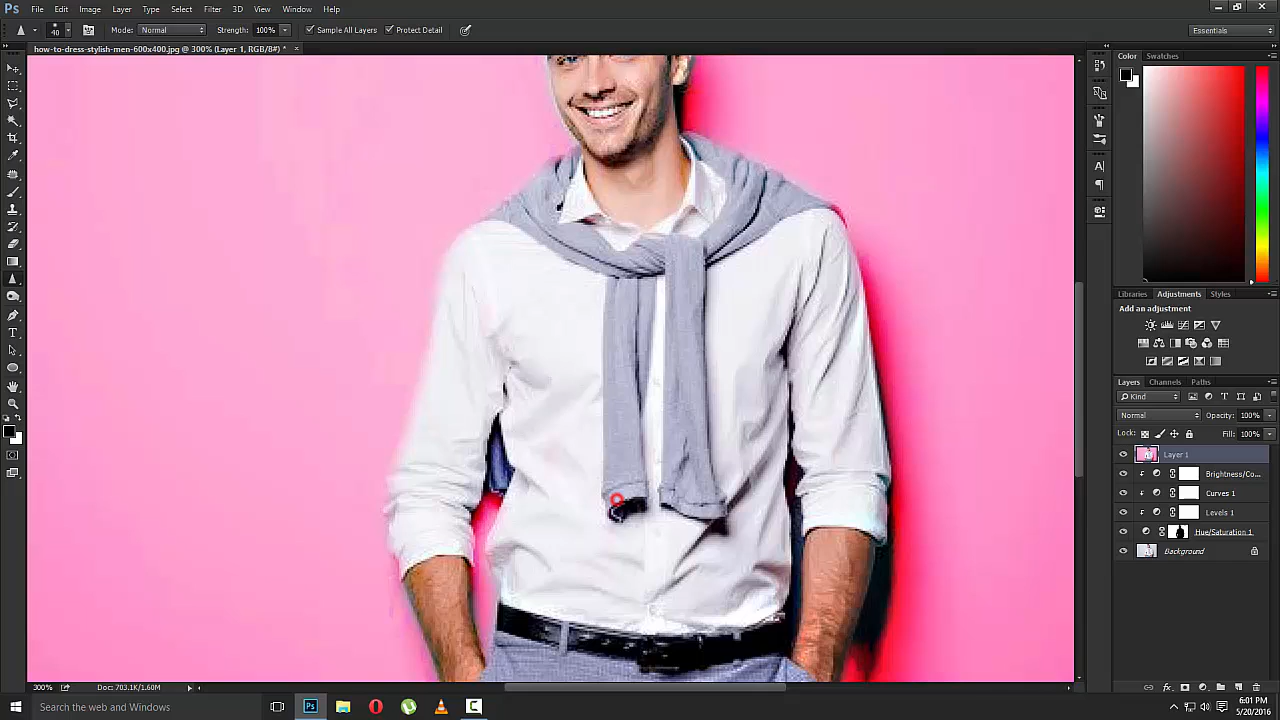 Ps File Edit Image Layer Type Select Filter 3D View Window Help
40 Mode: Normal Strength: 100% Sample All Layers Protect Detail Essentials
how-to-dress-stylish-men-600x400.jpg @ 300% (Layer 1, RGB/8#) * ×
Color Swatches
Libraries Adjustments Styles
Add an adjustment
Layers Channels Paths
Kind
Normal Opacity: 100%
Lock: Fill: 100%
Layer 1
Brightness/Co...
Curves 1
Levels 1
Hue/Saturation 1
Background
300% Doc: 703.1K/1.60M
Search the web and Windows
6:01 PM
5/20/2016